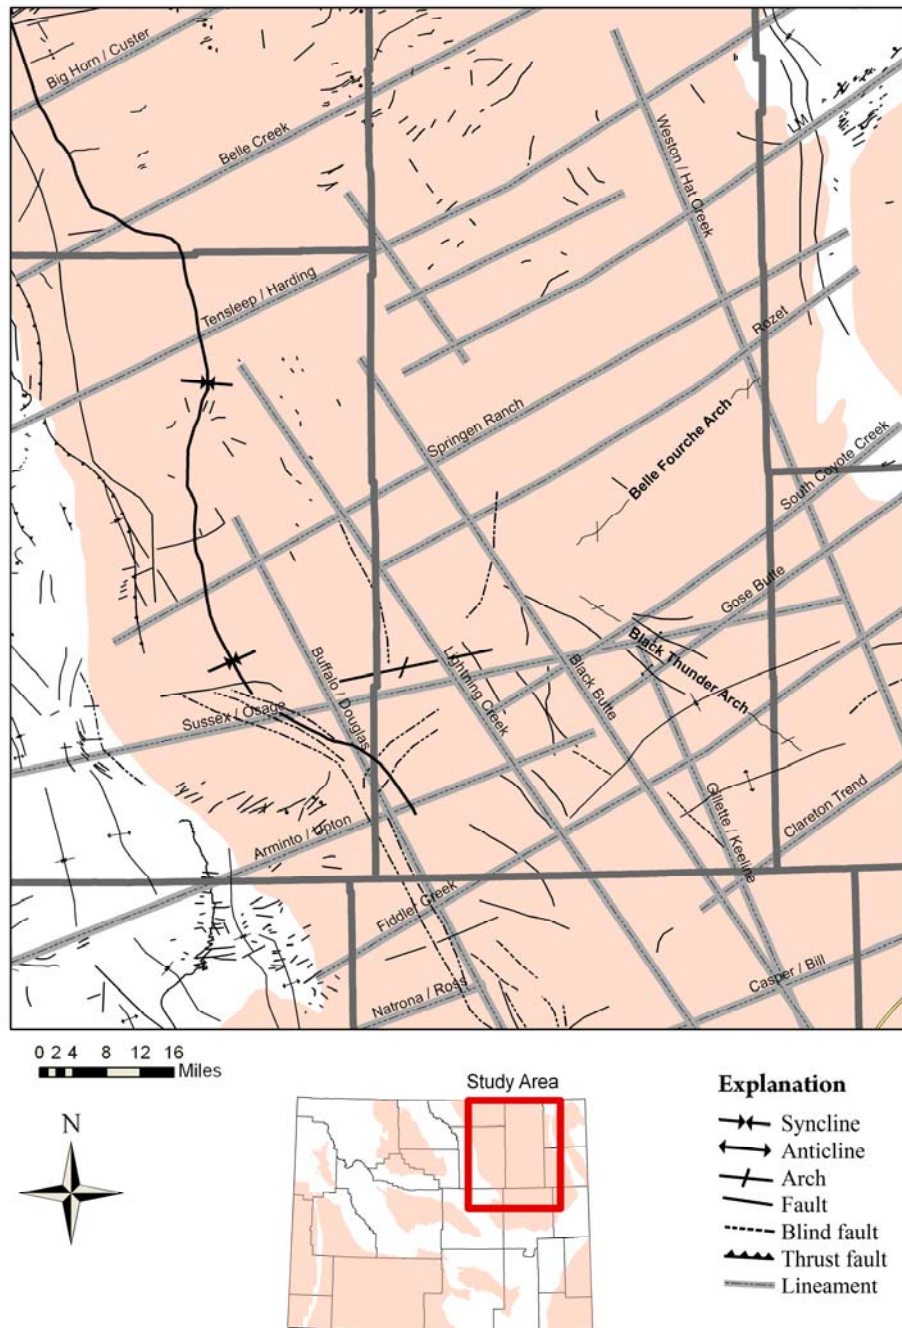 Big Horn / Custer
Belle Creek
Weston / Hat Creek
LM
Tensleep / Harding
Rozet
Springen Ranch
Belle Fourche Arch
South Coyote Creek
Gose Butte
Black Thunder Arch
Buffalo / Douglas
Lightning Creek
Black Butte
Sussex / Osage
Gillette / Keeline
Clareton Trend
Arminto / Upton
Fiddler Creek
Casper / Bill
Natrona / Ross
0 2 4 8 12 16
Miles
N
Study Area
Explanation
Syncline
Anticline
Arch
Fault
Blind fault
Thrust fault
Lineament